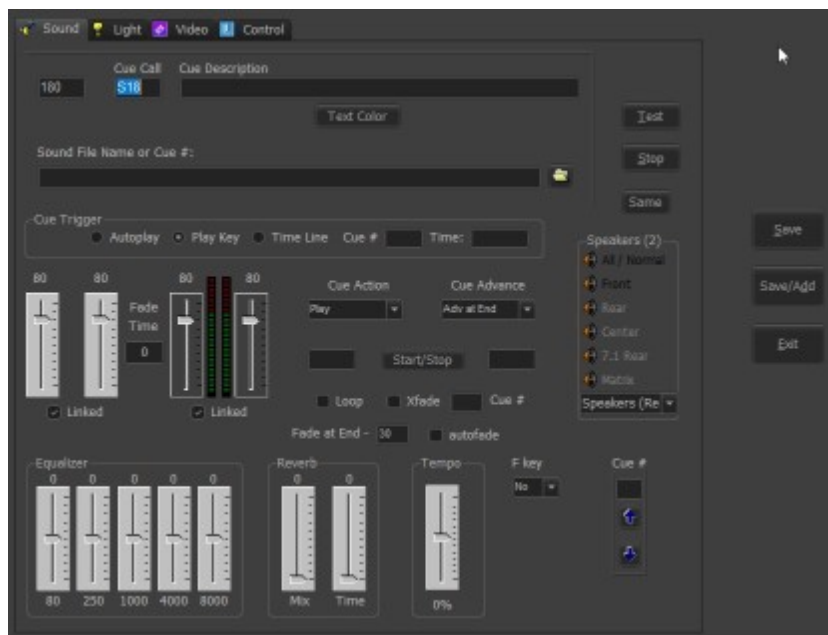 Sound Light Video Control
Cue Call Cue Description
180 S18
Text Color
Test
Sound File Name or Cue #:
Stop
Same
Cue Trigger
Autoplay Play Key Time Line Cue # Time:
Save
Speakers (2)
All / Normal
Front
Rear
Center
7.1 Rear
Matrix
Speakers (Re
Save/Add
Exit
80 80 80 80
Fade
Time
0
Linked Linked
Cue Action Cue Advance
Play Adv at End
Start/Stop
Loop Xfade Cue #
Fade at End - 30 autofade
Equalizer
0 0 0 0 0
80 250 1000 4000 8000
Reverb
0 0
Mix Time
Tempo
0%
F key
No
Cue #